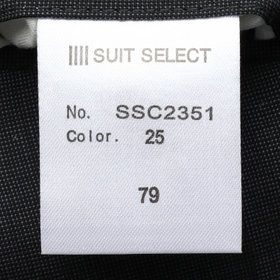 SUIT SELECT
No. SSC2351
Color. 25
79